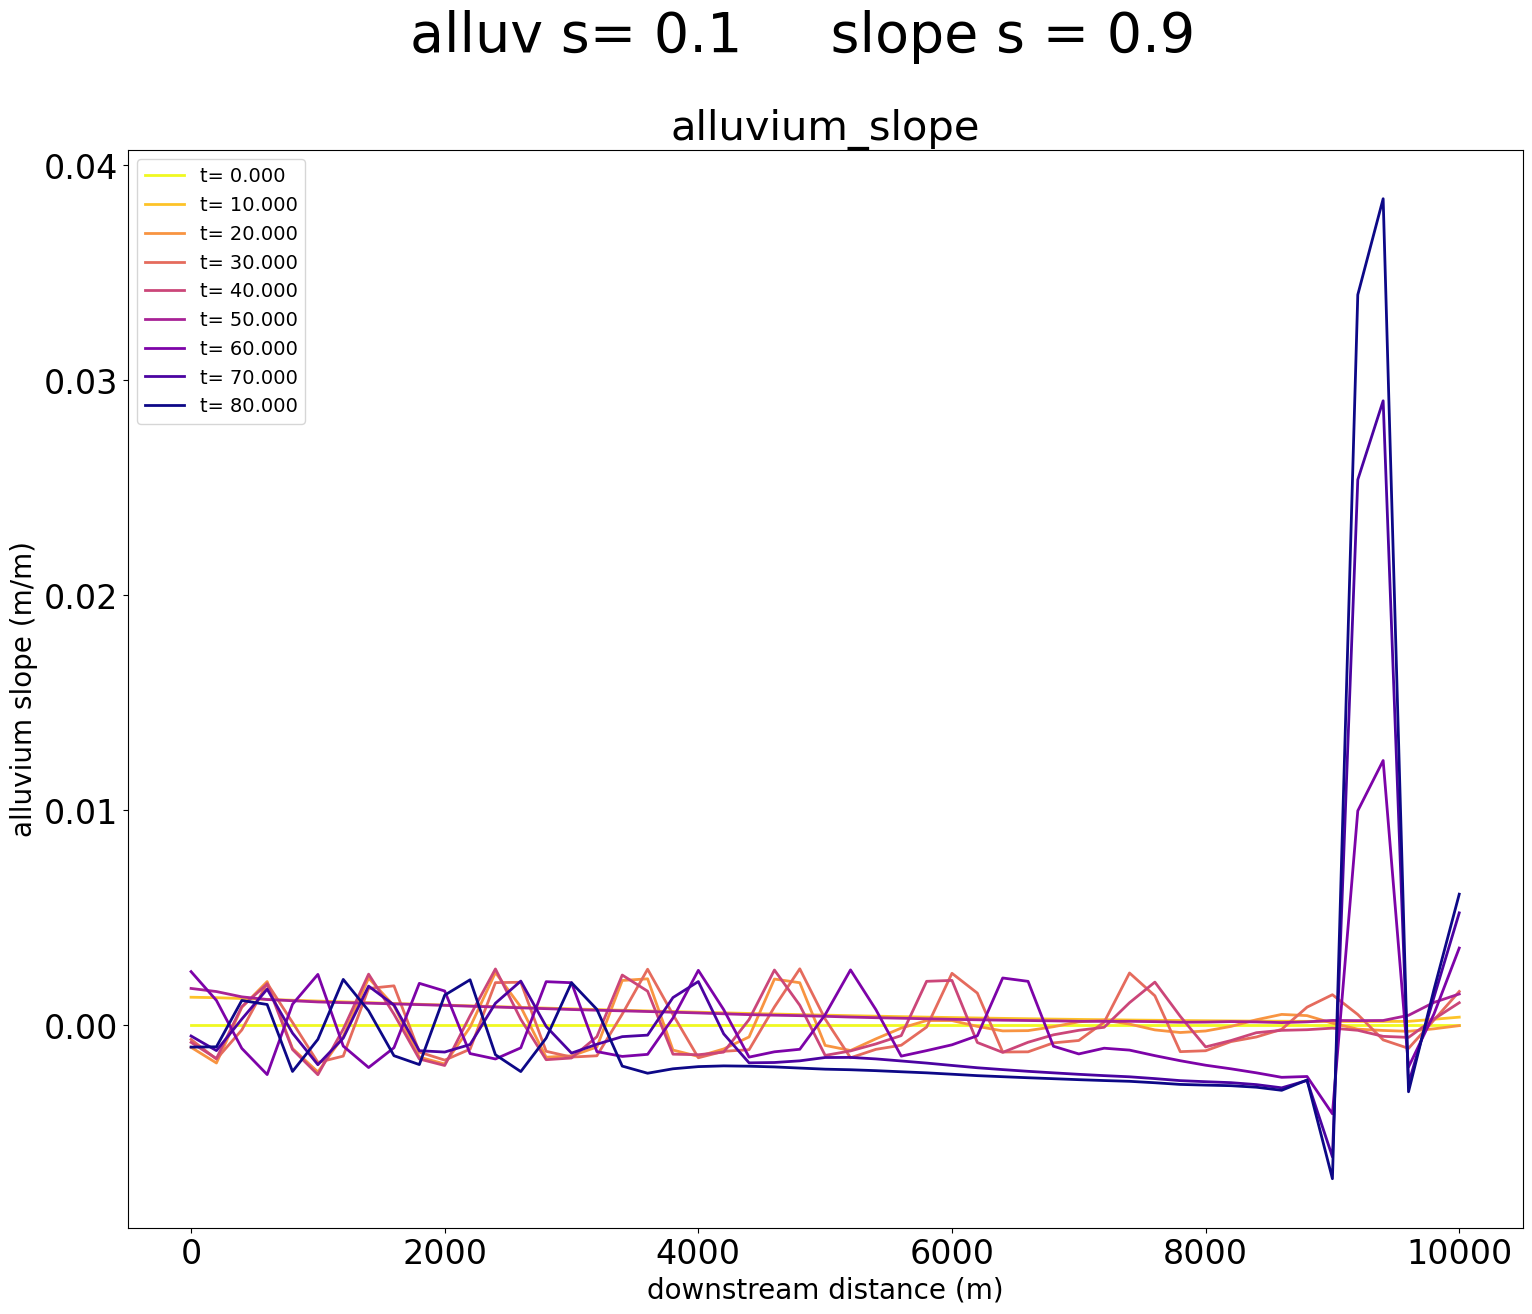 alluv s= 0.1 slope s = 0.9
alluvium_slope
0.04
0.03
0.02
0.01
0.00
alluvium slope (m/m)
t= 0.000
t= 10.000
t= 20.000
t= 30.000
t= 40.000
t= 50.000
t= 60.000
t= 70.000
t= 80.000
0 2000 4000 6000 8000 10000
downstream distance (m)